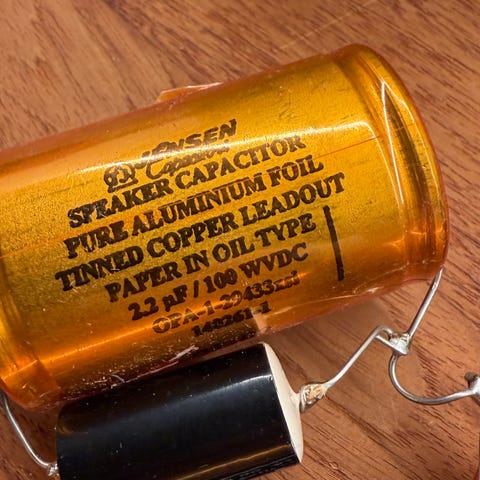 JENSEN
Capacitors
SPEAKER CAPACITOR
PURE ALUMINIUM FOIL
TINNED COPPER LEADOUT
PAPER IN OIL TYPE
2.2 µF / 100 WVDC